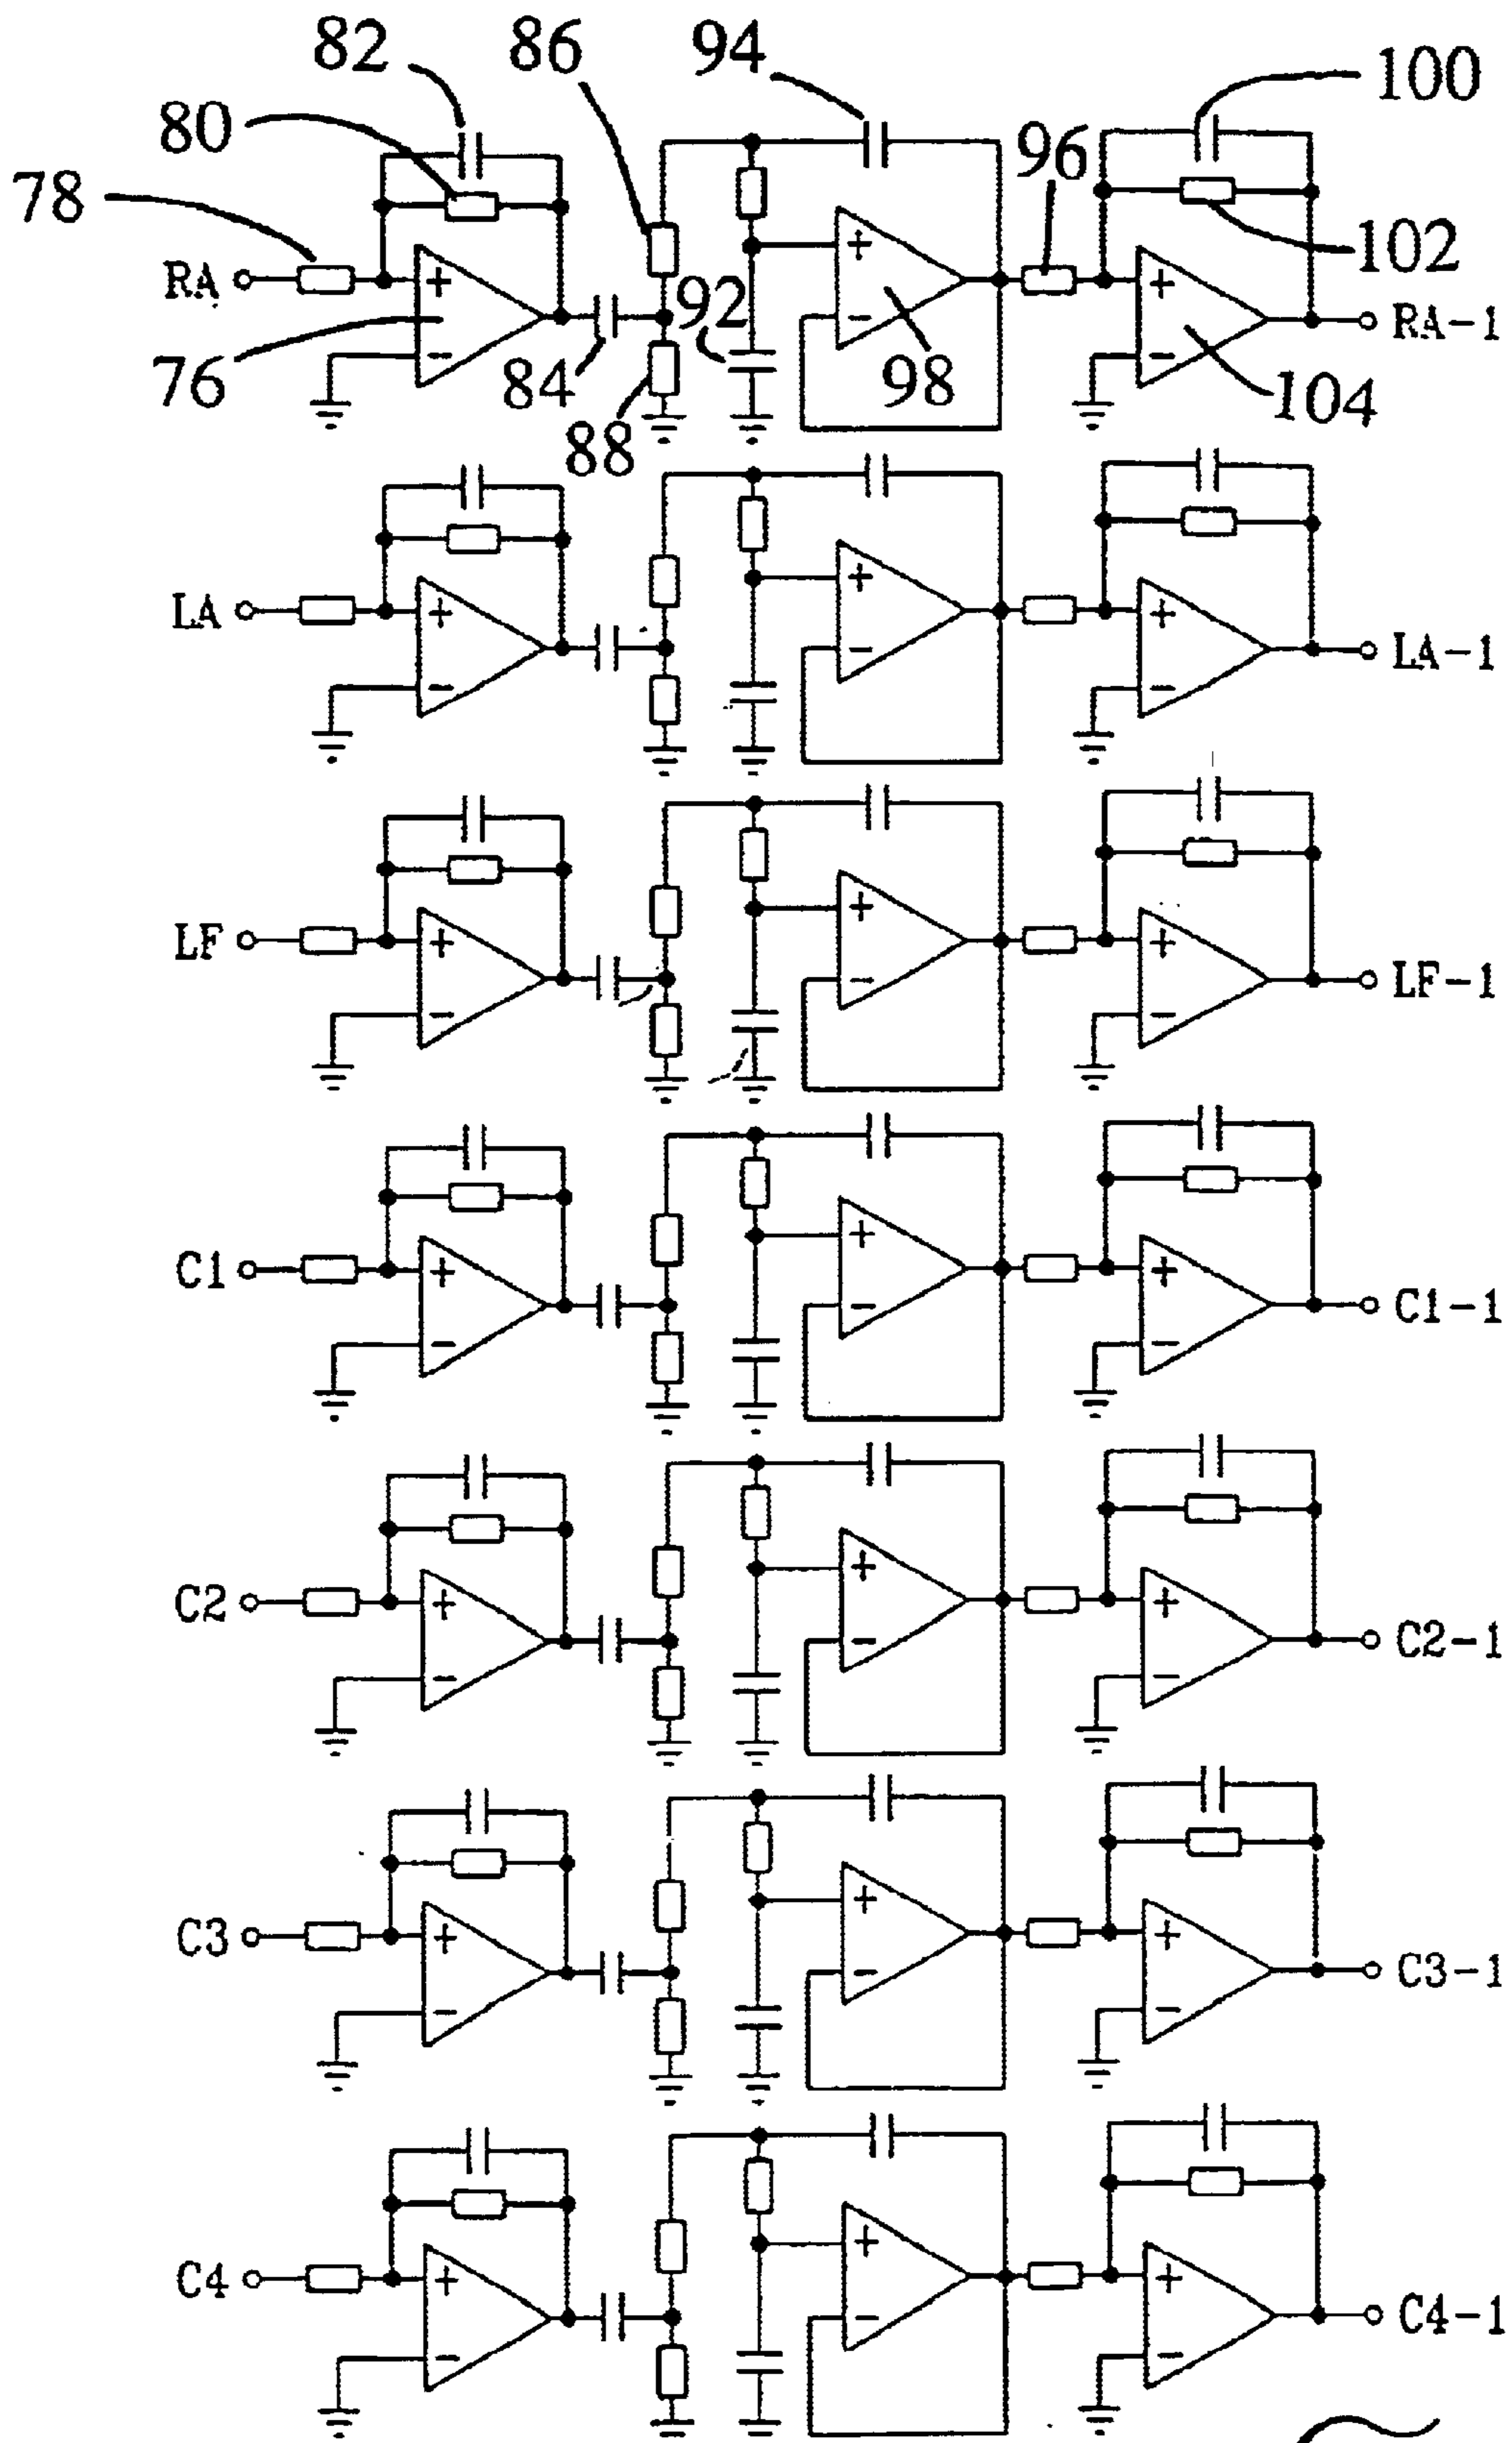 82 86 94 100
80 96
78 102
RA + + + RA-1
92
76 − 84 − 98 − 104
88
LA + + + LA-1
− − −
LF + + + LF-1
− − −
C1 + + + C1-1
− − −
C2 + + + C2-1
− − −
C3 + + + C3-1
− − −
C4 + + + C4-1
− − −